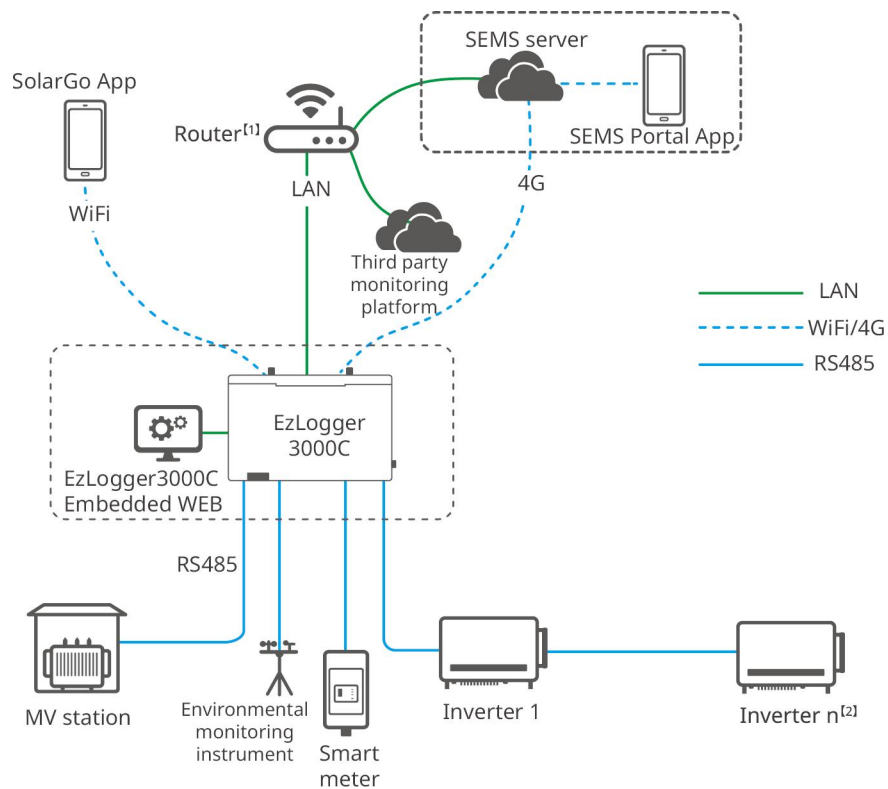 SEMS server
SolarGo App
Router【1】
SEMS Portal App
LAN
4G
WiFi
Third party
monitoring
platform
LAN
WiFi/4G
RS485
EzLogger
3000C
EzLogger3000C
Embedded WEB
RS485
MV station
Environmental
monitoring
instrument
Smart
meter
Inverter 1
Inverter n【2】